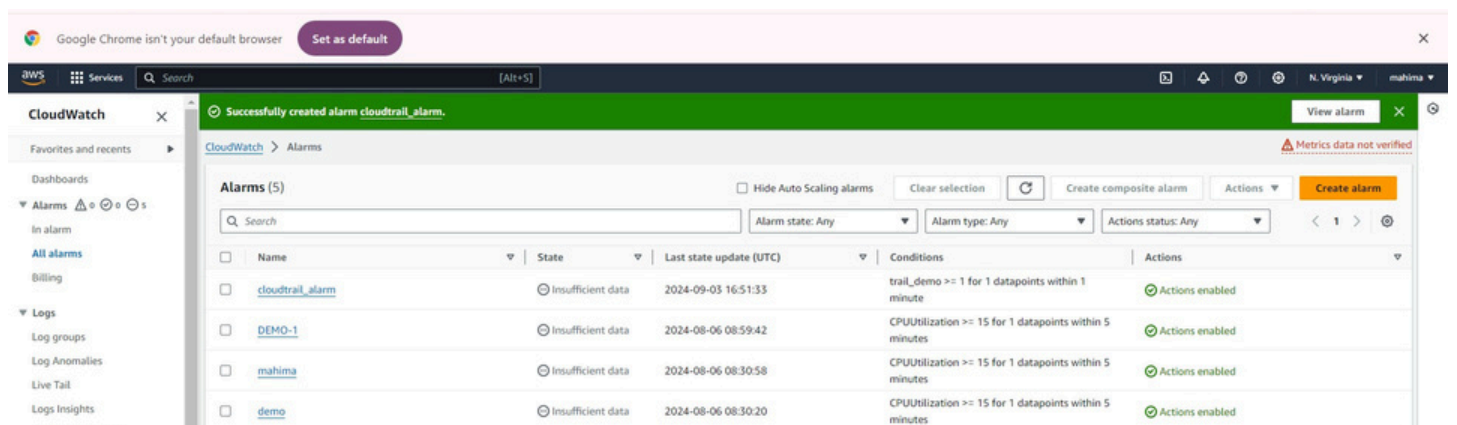 Google Chrome isn't your default browser Set as default
aws Services Search [Alt+S] N. Virginia mahima
CloudWatch
Successfully created alarm cloudtrail_alarm. View alarm
Favorites and recents
CloudWatch > Alarms Metrics data not verified
Dashboards
Alarms (5) Hide Auto Scaling alarms Clear selection Create composite alarm Actions Create alarm
Alarms 0 0 5
Search Alarm state: Any Alarm type: Any Actions status: Any < 1 >
In alarm
All alarms
Name State Last state update (UTC) Conditions Actions
Billing
cloudtrail_alarm Insufficient data 2024-09-03 16:51:33 trail_demo >= 1 for 1 datapoints within 1 minute Actions enabled
Logs
DEMO-1 Insufficient data 2024-08-06 08:59:42 CPUUtilization >= 15 for 1 datapoints within 5 minutes Actions enabled
Log groups
Log Anomalies
mahima Insufficient data 2024-08-06 08:30:58 CPUUtilization >= 15 for 1 datapoints within 5 minutes Actions enabled
Live Tail
Logs Insights
demo Insufficient data 2024-08-06 08:30:20 CPUUtilization >= 15 for 1 datapoints within 5 minutes Actions enabled